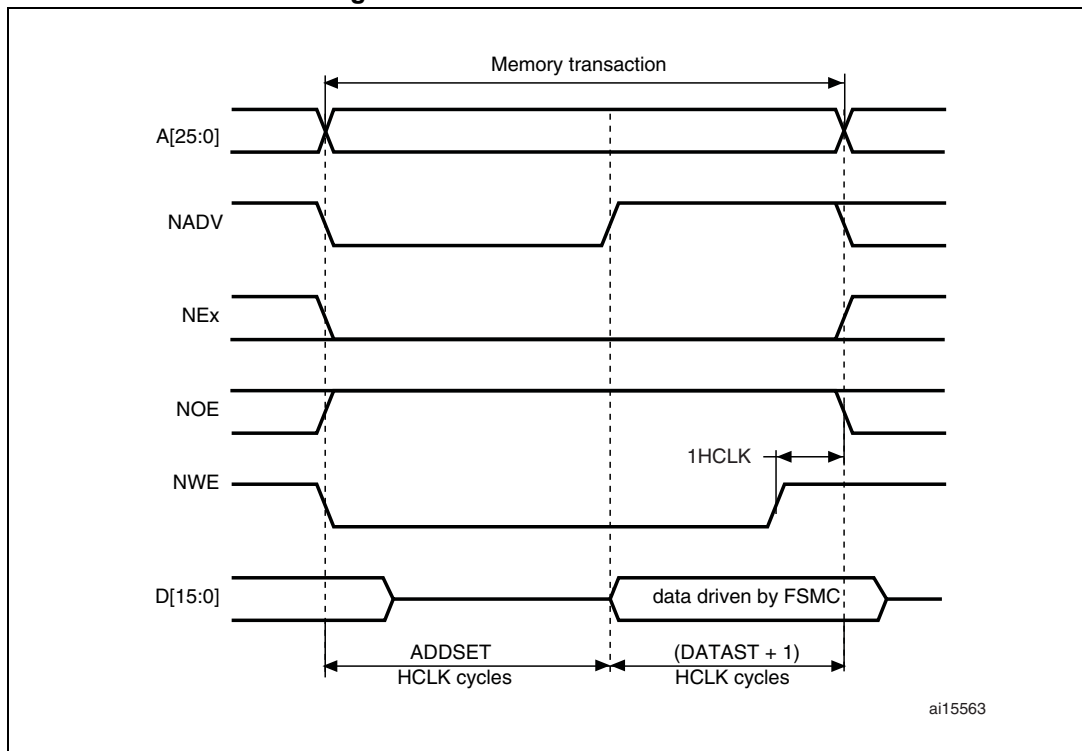 Memory transaction
A[25:0]
NADV
NEx
NOE
1HCLK
NWE
D[15:0]
data driven by FSMC
ADDSET
HCLK cycles
(DATAST + 1)
HCLK cycles
ai15563